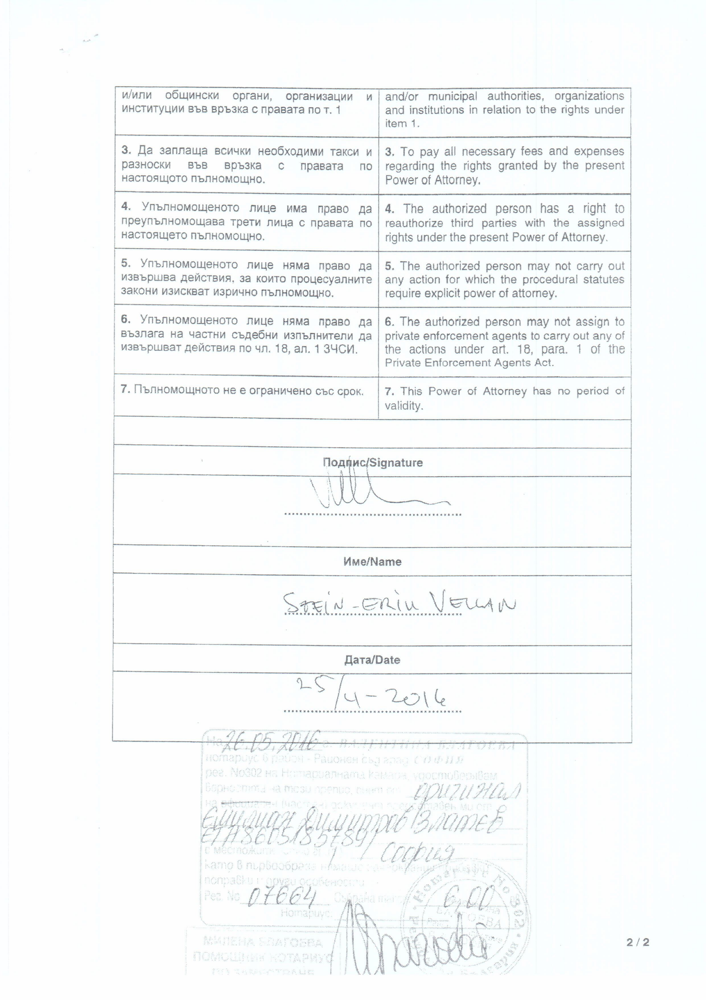 и/или общински органи, организации и
институции във връзка с правата по т. 1
and/or municipal authorities, organizations
and institutions in relation to the rights under
item 1.
3. Да заплаща всички необходими такси и
разноски във връзка с правата по
настоящото пълномощно.
3. To pay all necessary fees and expenses
regarding the rights granted by the present
Power of Attorney.
4. Упълномощеното лице има право да
преупълномощава трети лица с правата по
настоящето пълномощно.
4. The authorized person has a right to
reauthorize third parties with the assigned
rights under the present Power of Attorney.
5. Упълномощеното лице няма право да
извършва действия, за които процесуалните
закони изискват изрично пълномощно.
5. The authorized person may not carry out
any action for which the procedural statutes
require explicit power of attorney.
6. Упълномощеното лице няма право да
възлага на частни съдебни изпълнители да
извършват действия по чл. 18, ал. 1 ЗЧСИ.
6. The authorized person may not assign to
private enforcement agents to carry out any of
the actions under art. 18, para. 1 of the
Private Enforcement Agents Act.
7. Пълномощното не е ограничено със срок.
7. This Power of Attorney has no period of
validity.
Подпис/Signature
Име/Name
STEIN-ERIK VELLAN
Дата/Date
25/4-2016
На 26.05.2016 г. ВАЛЕНТИНА БЛАГОЕВА
нотариус в район - Районен съд град СОФИЯ
рег. No302 на Нотариалната камара, удостоверявам
верността на този препис, снет от оригинал
на официален (частен) документ представен ми от
Емилиан Димитров Златев
ЕГН 8605185789
с местожителство гр. София
като в първообраза нямаше зачерквания, прибавки,
поправки и други особености
Рег. No 07664 Събрана такса 6,00
Нотариус:
Нотариус No 302
БЛАГОЕВА
МИЛЕНА БЛАГОЕВА
ПОМОЩНИК НОТАРИУС
ПО ЗАМЕСТВАНЕ
2 / 2